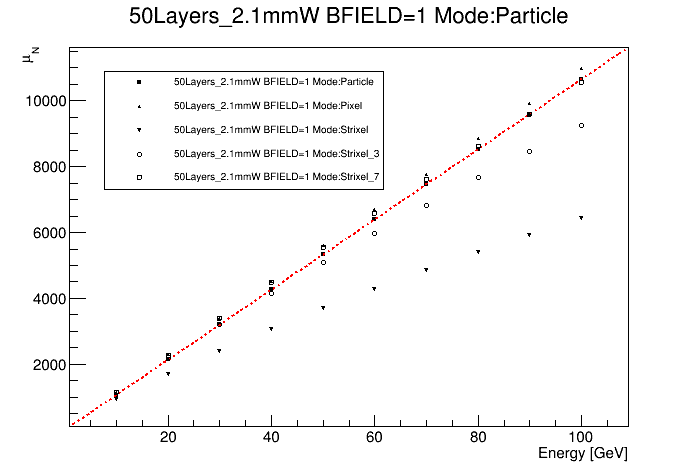 50Layers_2.1mmW BFIELD=1 Mode:Particle
μN
50Layers_2.1mmW BFIELD=1 Mode:Particle
50Layers_2.1mmW BFIELD=1 Mode:Pixel
50Layers_2.1mmW BFIELD=1 Mode:Strixel
50Layers_2.1mmW BFIELD=1 Mode:Strixel_3
50Layers_2.1mmW BFIELD=1 Mode:Strixel_7
10000
8000
6000
4000
2000
20 40 60 80 100
Energy [GeV]